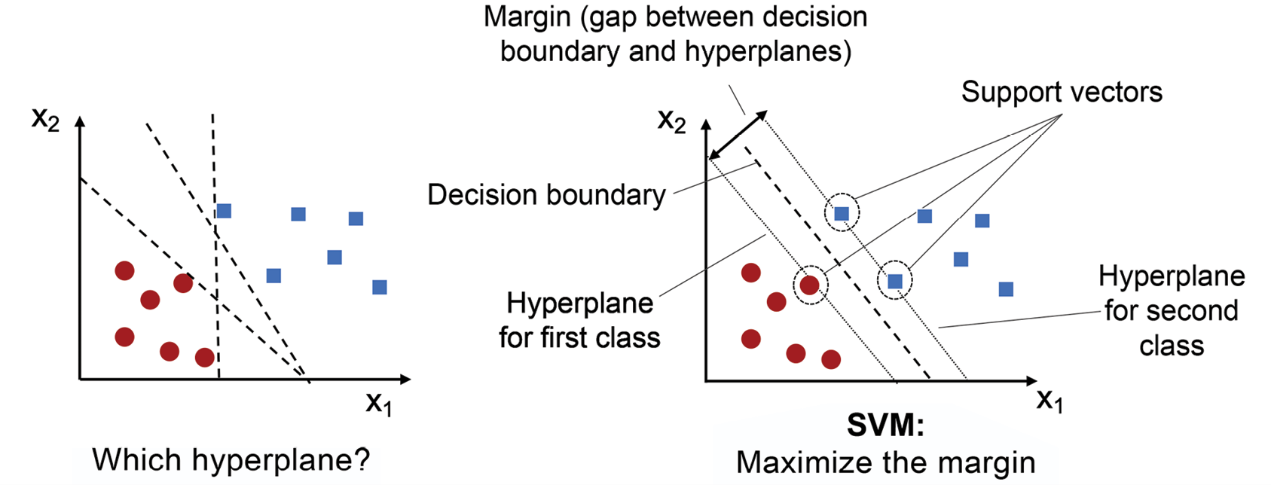 Margin (gap between decision
boundary and hyperplanes)
Support vectors
x₂
x₁
Which hyperplane?
x₂
Decision boundary
Hyperplane
for first class
Hyperplane
for second
class
x₁
SVM:
Maximize the margin